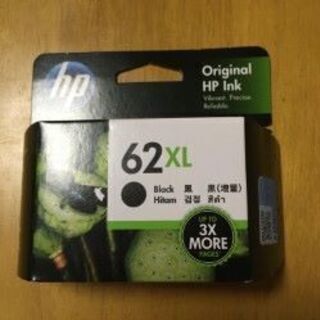 hp
Original
HP Ink
Vibrant. Precise
Reliable.
62XL
Black 黒 黑(增量)
Hitam 검정 สีดำ
UP TO
3X
MORE
PAGES